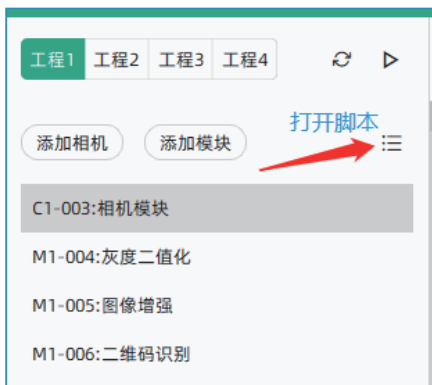 工程1 工程2 工程3 工程4
打开脚本
添加相机 添加模块
C1-003:相机模块
M1-004:灰度二值化
M1-005:图像增强
M1-006:二维码识别